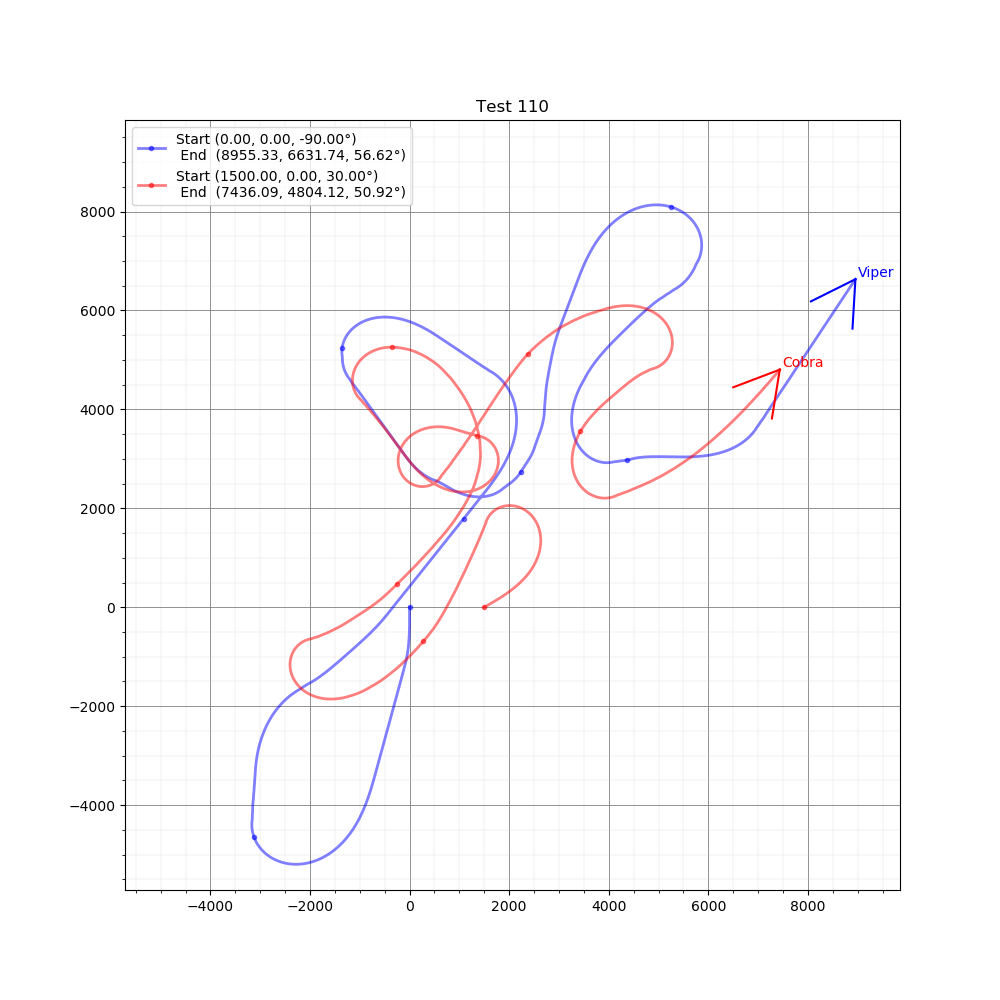 Test 110
Start (0.00, 0.00, -90.00°)
End (8955.33, 6631.74, 56.62°)
Start (1500.00, 0.00, 30.00°)
End (7436.09, 4804.12, 50.92°)
8000
6000
4000
2000
0
−2000
−4000
Viper
Cobra
−4000
−2000
0
2000
4000
6000
8000